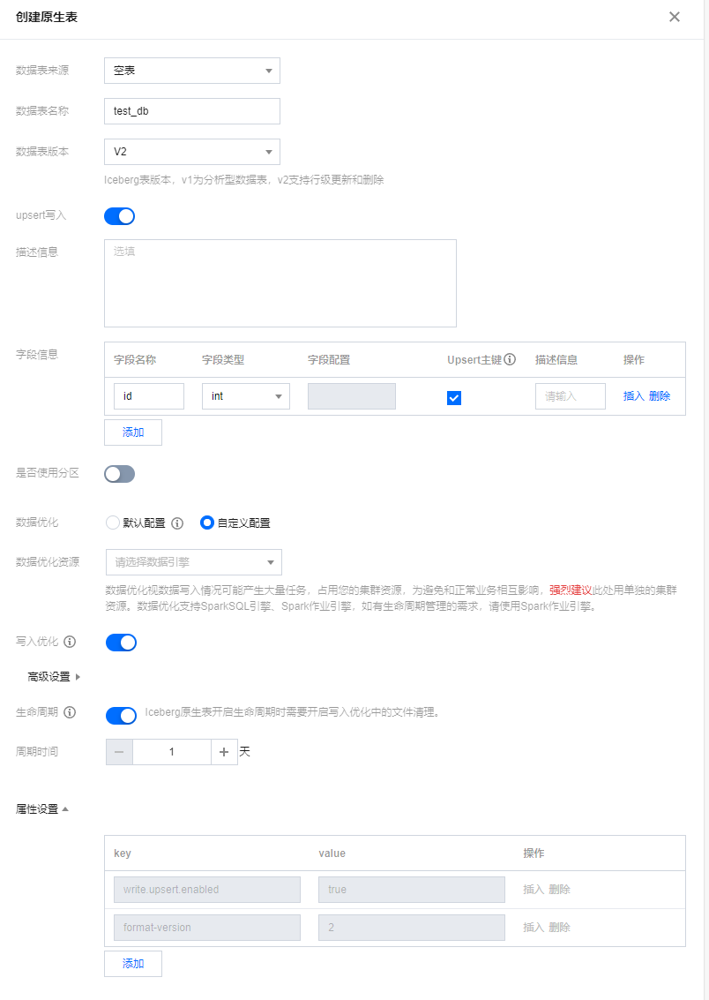 创建原生表
数据表来源 空表
数据表名称 test_db
数据表版本 V2
Iceberg表版本，v1为分析型数据表，v2支持行级更新和删除
upsert写入
描述信息 选填
字段信息 字段名称 字段类型 字段配置 Upsert主键 描述信息 操作
id int 请输入 插入 删除
添加
是否使用分区
数据优化 默认配置 自定义配置
数据优化资源 请选择数据引擎
数据优化视数据写入情况可能产生大量任务，占用您的集群资源，为避免和正常业务相互影响，强烈建议此处用单独的集群
资源。数据优化支持SparkSQL引擎、Spark作业引擎，如有生命周期管理的需求，请使用Spark作业引擎。
写入优化
高级设置
生命周期 Iceberg原生表开启生命周期时需要开启写入优化中的文件清理。
周期时间 1 天
属性设置
key value 操作
write.upsert.enabled true 插入 删除
format-version 2 插入 删除
添加